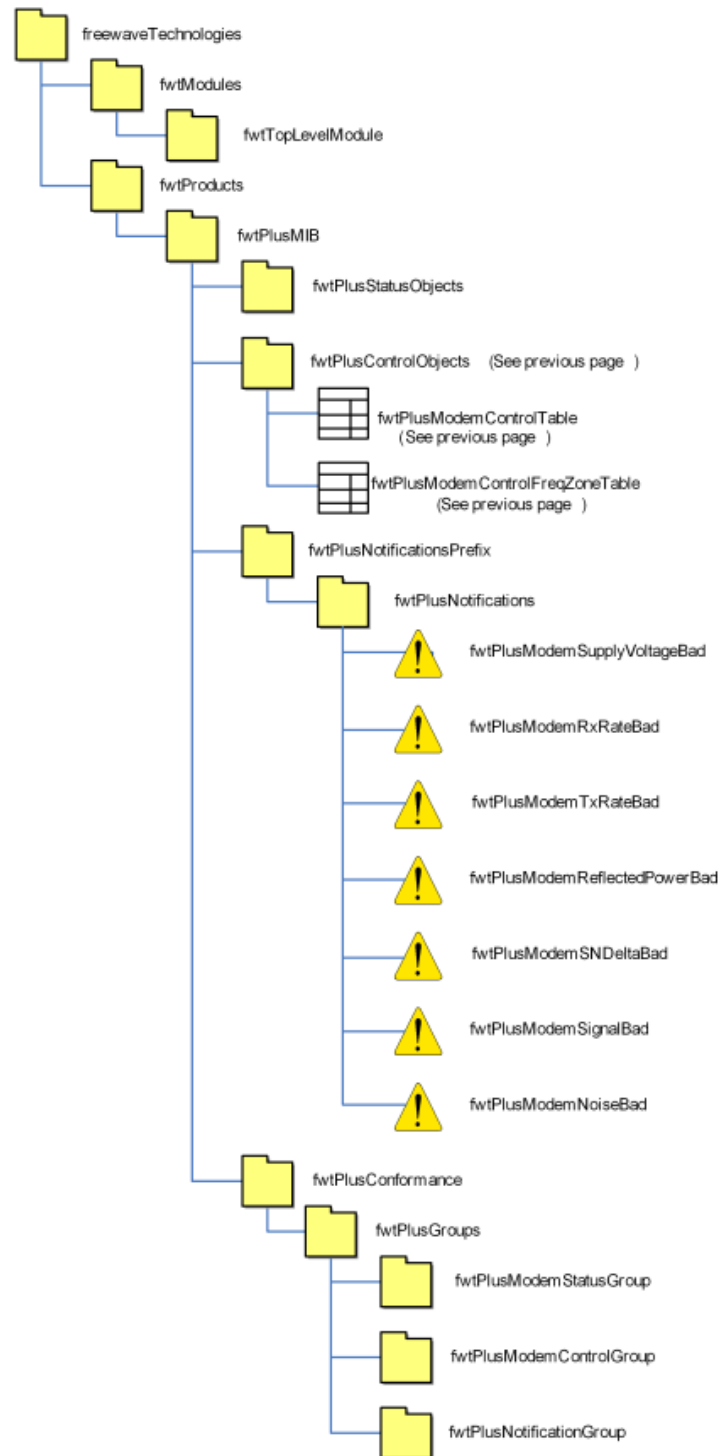 freewaveTechnologies
fwtModules
fwtTopLevelModule
fwtProducts
fwtPlusMIB
fwtPlusStatusObjects
fwtPlusControlObjects (See previous page )
fwtPlusModemControlTable
(See previous page )
fwtPlusModemControlFreqZoneTable
(See previous page )
fwtPlusNotificationsPrefix
fwtPlusNotifications
fwtPlusModemSupplyVoltageBad
fwtPlusModemRxRateBad
fwtPlusModemTxRateBad
fwtPlusModemReflectedPowerBad
fwtPlusModemSNDeltaBad
fwtPlusModemSignalBad
fwtPlusModemNoiseBad
fwtPlusConformance
fwtPlusGroups
fwtPlusModemStatusGroup
fwtPlusModemControlGroup
fwtPlusNotificationGroup